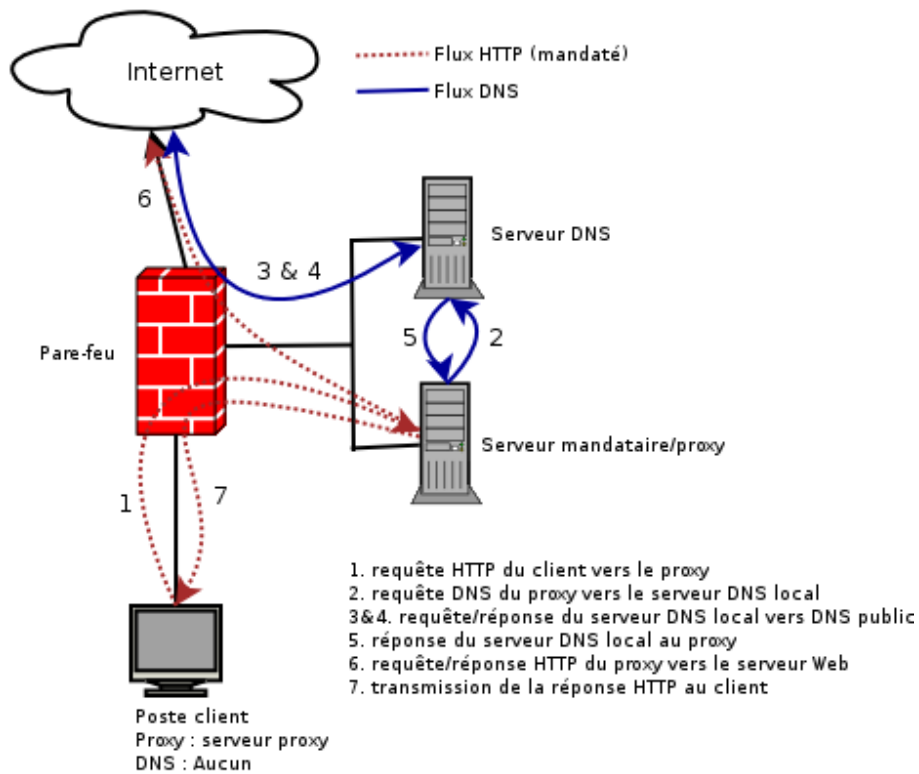 Internet
Flux HTTP (mandaté)
Flux DNS
6
Serveur DNS
3 & 4
5
2
Pare-feu
Serveur mandataire/proxy
1
7
1. requête HTTP du client vers le proxy
2. requête DNS du proxy vers le serveur DNS local
3&4. requête/réponse du serveur DNS local vers DNS public
5. réponse du serveur DNS local au proxy
6. requête/réponse HTTP du proxy vers le serveur Web
7. transmission de la réponse HTTP au client
Poste client
Proxy : serveur proxy
DNS : Aucun